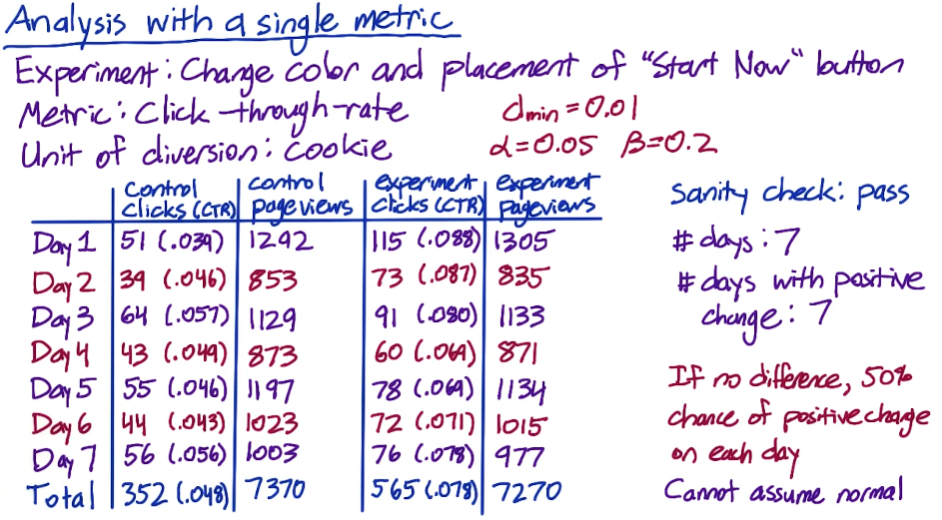 Analysis with a single metric
Experiment: Change color and placement of "Start Now" button
Metric: Click-through-rate
dmin = 0.01
Unit of diversion: Cookie
α=0.05 β=0.2
control clicks (CTR) control pageviews experiment clicks (CTR) experiment pageviews
Day 1 51 (.039) 1292 115 (.088) 1305
Day 2 39 (.046) 853 73 (.087) 835
Day 3 64 (.057) 1129 91 (.080) 1133
Day 4 43 (.049) 873 60 (.069) 871
Day 5 55 (.046) 1197 78 (.069) 1134
Day 6 44 (.043) 1023 72 (.071) 1015
Day 7 56 (.056) 1003 76 (.078) 977
Total 352 (.048) 7370 565 (.078) 7270
Sanity check: pass
# days: 7
# days with positive
change: 7
If no difference, 50%
chance of positive change
on each day
Cannot assume normal